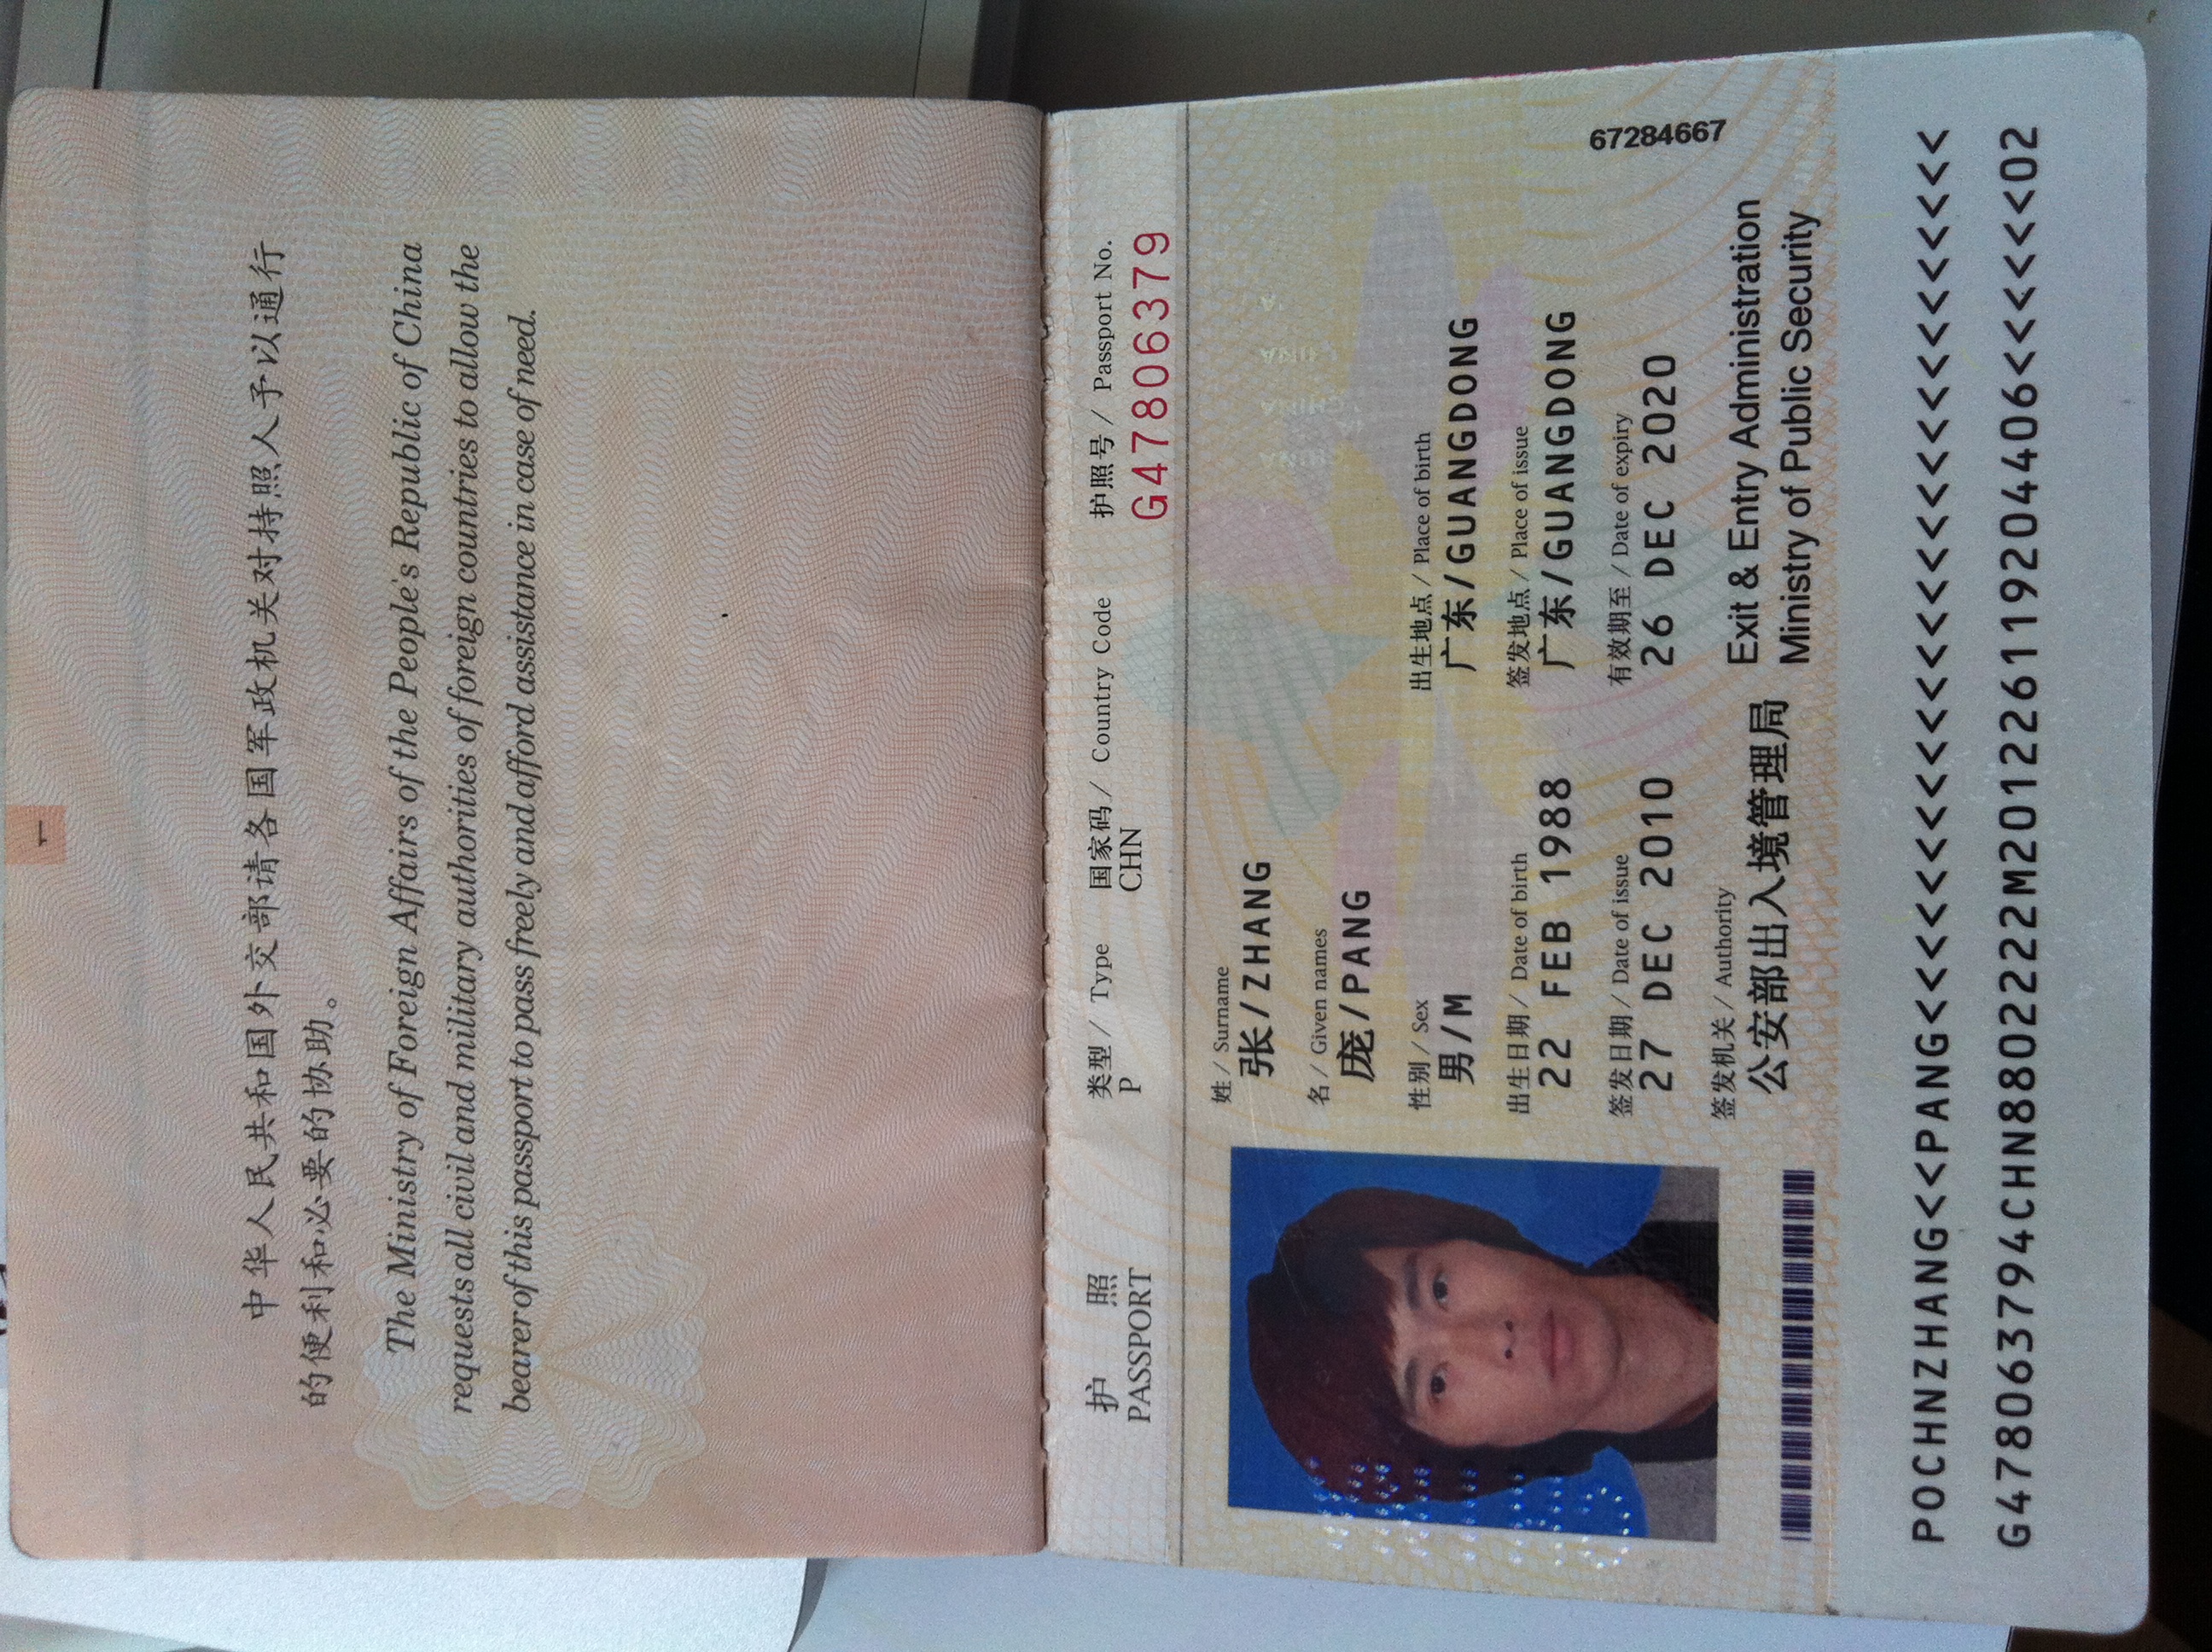 1
中华人民共和国外交部请各国军政机关对持照人予以通行
的便利和必要的协助。
The Ministry of Foreign Affairs of the People's Republic of China
requests all civil and military authorities of foreign countries to allow the
bearer of this passport to pass freely and afford assistance in case of need.
护 照
PASSPORT
类型 / Type 国家码 / Country Code 护照号 / Passport No.
P CHN G47806379
姓 / Surname
张/ZHANG
名 / Given names
庞/PANG
性别 / Sex 出生地点 / Place of birth
男/M 广东/GUANGDONG
出生日期 / Date of birth 签发地点 / Place of issue
22 FEB 1988 广东/GUANGDONG
签发日期 / Date of issue 有效期至 / Date of expiry
27 DEC 2010 26 DEC 2020
67284667
签发机关 / Authority
公安部出入境管理局 Exit & Entry Administration
Ministry of Public Security
POCHNZHANG<<PANG<<<<<<<<<<<<<<<<<<<<<<<<<<<<
G478063794CHN8802222M201226119204406<<<<<<02